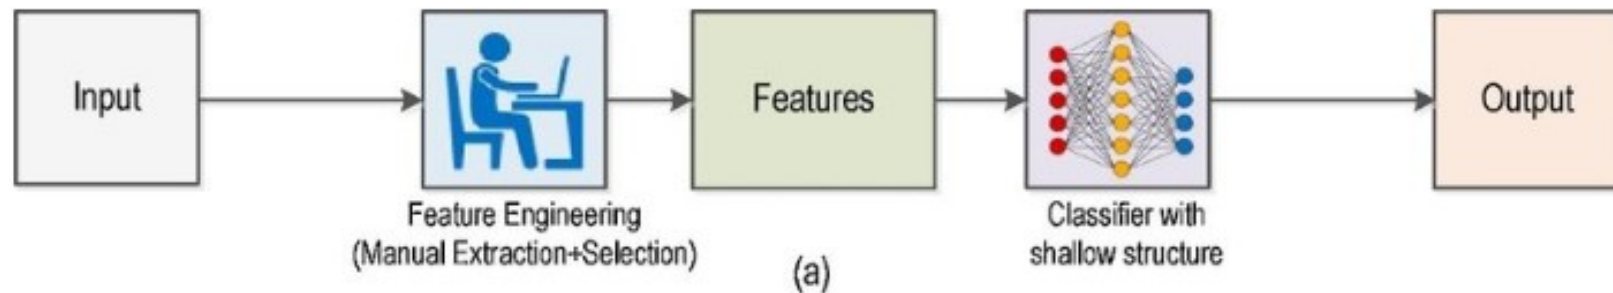 Input
Feature Engineering
(Manual Extraction+Selection)
Features
Classifier with
shallow structure
Output
(a)